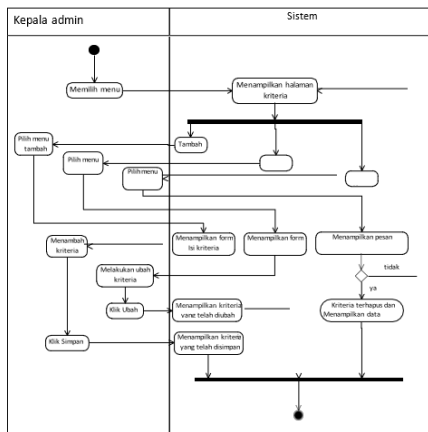 Kepala admin
Sistem
Memilih menu
Menampilkan halaman
kriteria
Tambah
Pilih menu
tambah
Pilih menu
Pilih menu
Menambah
kriteria
Menampilkan form
Isi kriteria
Menampilkan form
Menampilkan pesan
Melakukan ubah
kriteria
tidak
ya
Klik Ubah
Menampilkan kriteria
yang telah diubah
Kriteria terhapus dan
Menampilkan data
Klik Simpan
Menampilkan kriteria
yang telah disimpan